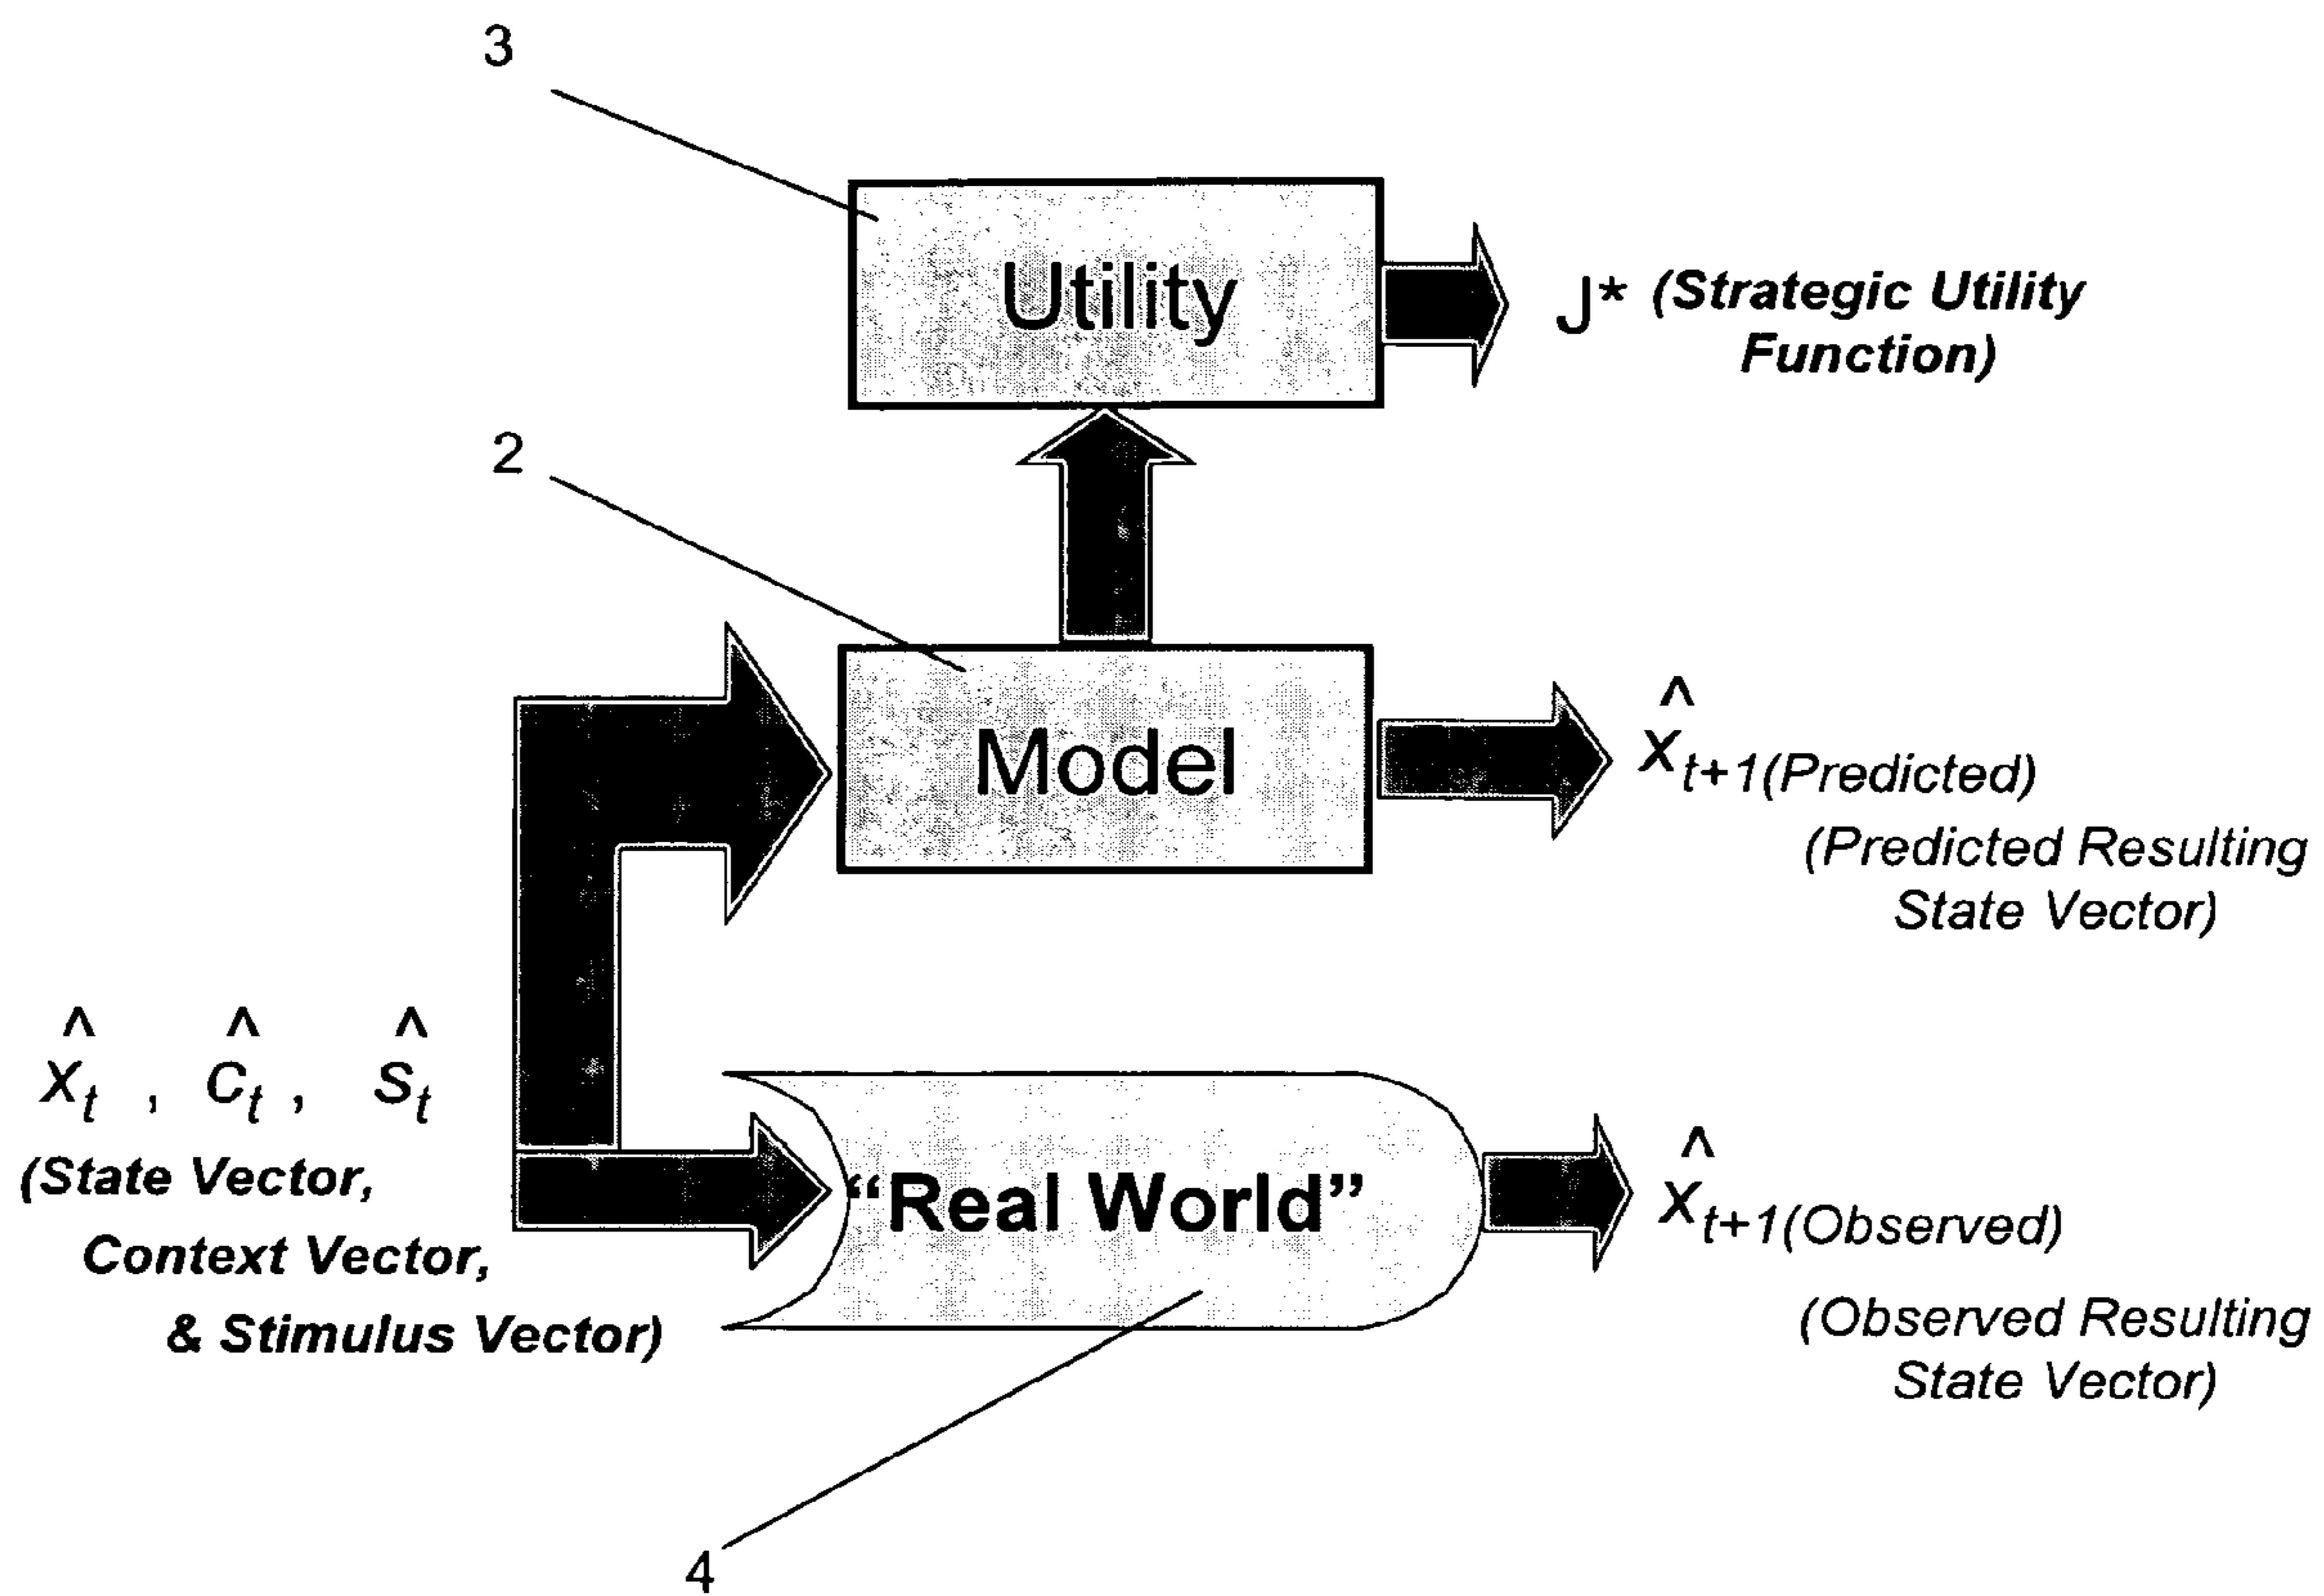 3
Utility
J* (Strategic Utility
Function)
2
Model
^
x t+1(Predicted)
(Predicted Resulting
State Vector)
^ ^ ^
x t , c t , s t
(State Vector,
Context Vector,
& Stimulus Vector)
“Real World”
^
x t+1(Observed)
(Observed Resulting
State Vector)
4